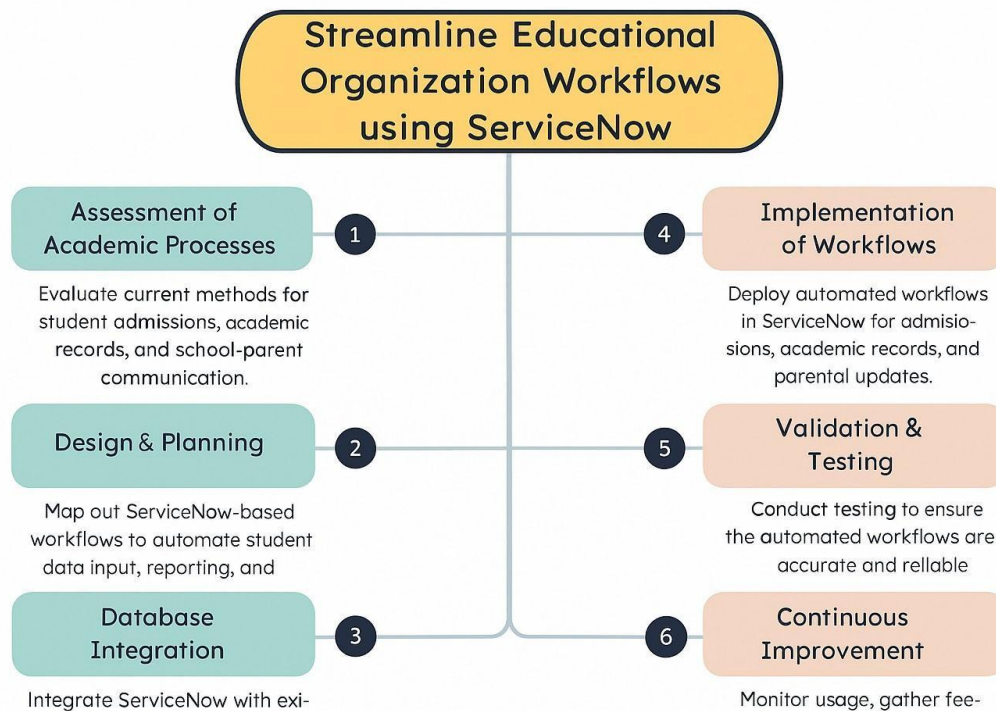 Streamline Educational
Organization Workflows
using ServiceNow
Assessment of
Academic Processes
1
Evaluate current methods for
student admissions, academic
records, and school-parent
communication.
Design & Planning
2
Map out ServiceNow-based
workflows to automate student
data input, reporting, and
Database
Integration
3
Integrate ServiceNow with exi-
4
Implementation
of Workflows
Deploy automated workflows
in ServiceNow for admisio-
sions, academic records, and
parental updates.
5
Validation &
Testing
Conduct testing to ensure
the automated workflows are
accurate and rellable
6
Continuous
Improvement
Monitor usage, gather fee-